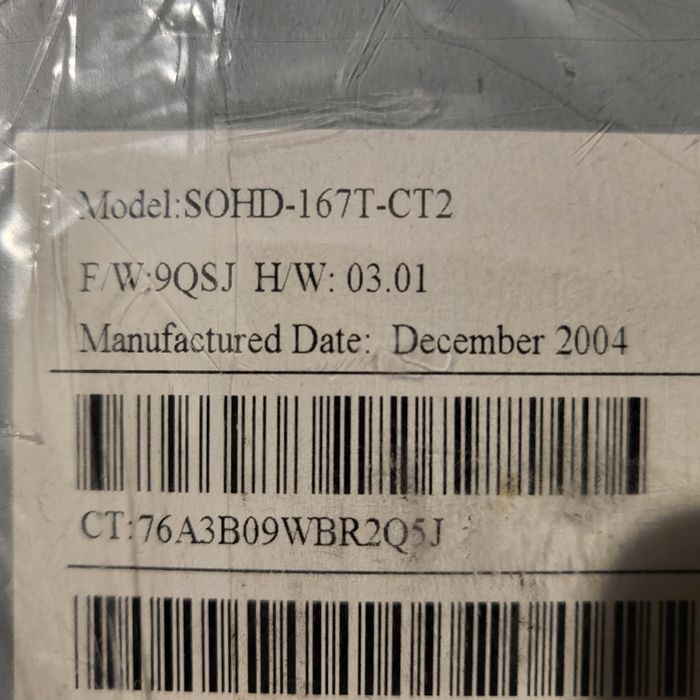 Model:SOHD-167T-CT2
F/W:9QSJ H/W: 03.01
Manufactured Date: December 2004
CT:76A3B09WBR2Q5J